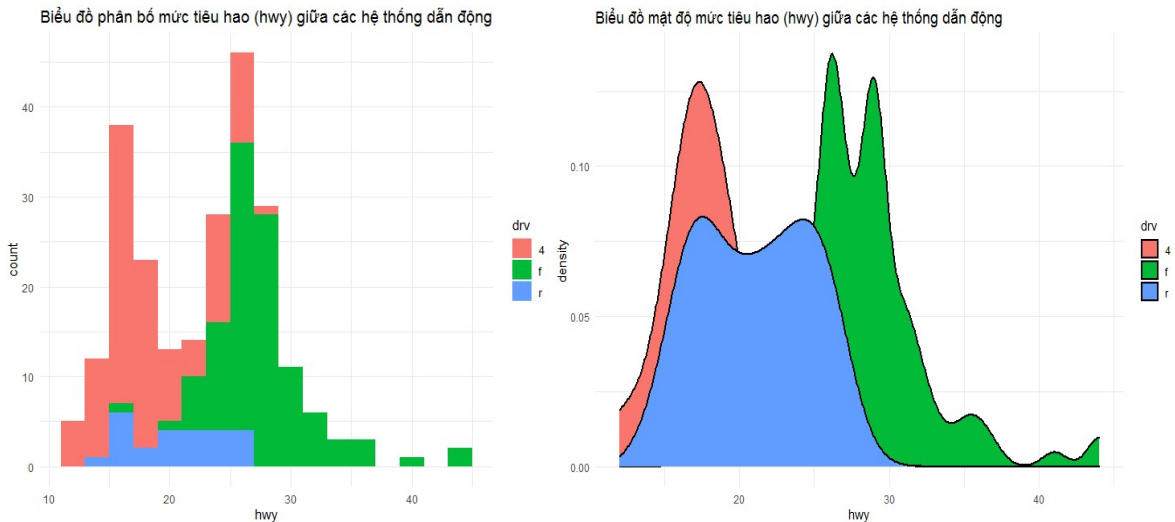 Biểu đồ phân bố mức tiêu hao (hwy) giữa các hệ thống dẫn động
count
40
30
20
10
0
10
20
30
40
hwy
drv
4
f
r
Biểu đồ mật độ mức tiêu hao (hwy) giữa các hệ thống dẫn động
density
0.10
0.05
0.00
20
30
40
hwy
drv
4
f
r